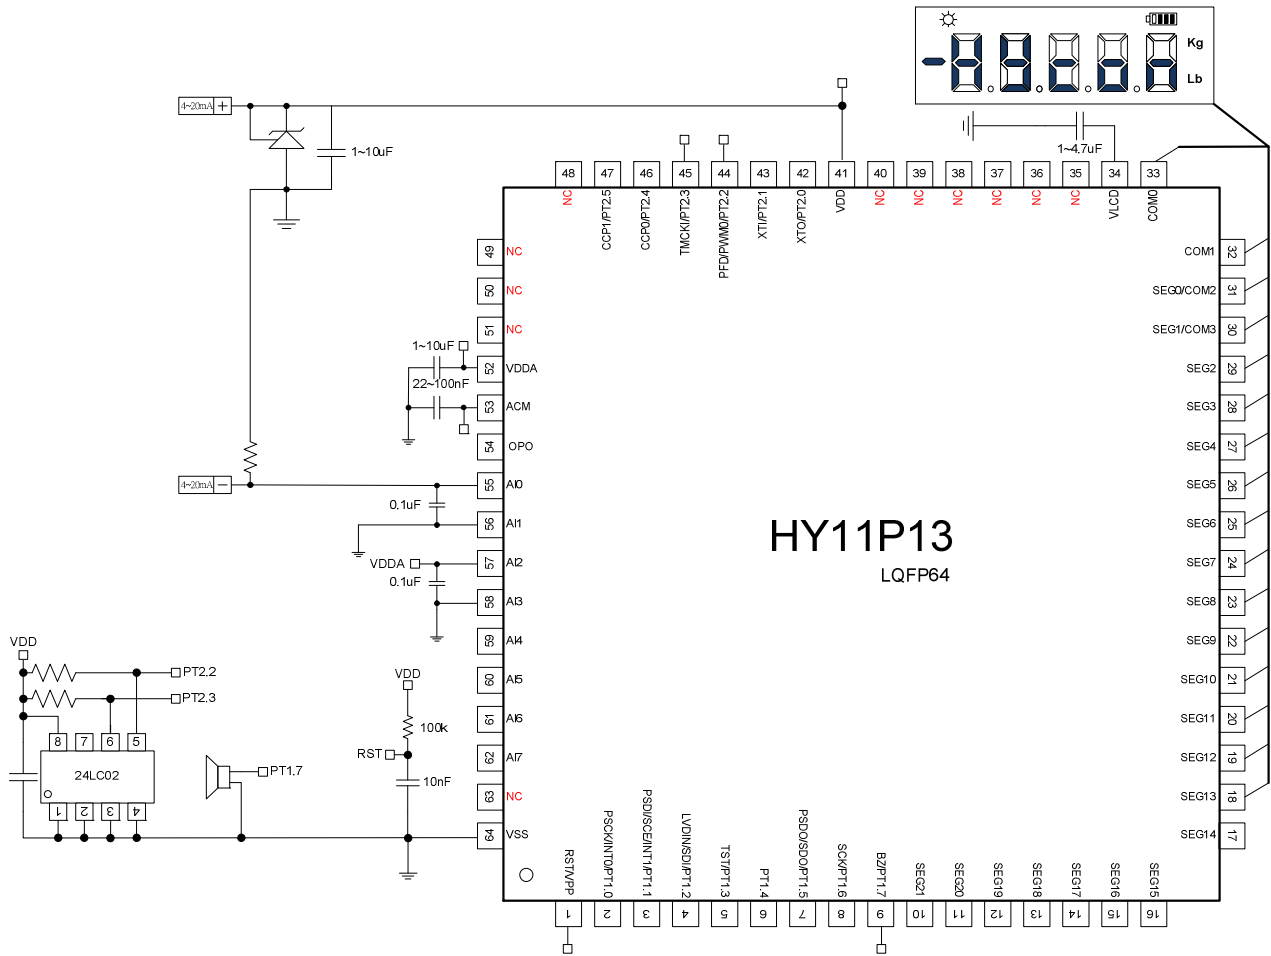 Kg
Lb
4~20mA +
1~10uF
1~4.7uF
48 47 46 45 44 43 42 41 40 39 38 37 36 35 34 33
NC
CCP1/PT2.5
CCP0/PT2.4
TMCKI/PT2.3
PFD/PWM0/PT2.2
XTI/PT2.1
XTO/PT2.0
VDD
NC
NC
NC
NC
NC
NC
VLCD
COM0
49 NC
50 NC
51 NC
1~10uF
52 VDDA
22~100nF
53 ACM
54 OPO
4~20mA −
55 AI0
0.1uF
56 AI1
VDDA
57 AI2
0.1uF
58 AI3
59 AI4
60 AI5
61 AI6
62 AI7
63 NC
64 VSS
COM1 32
SEG0/COM2 31
SEG1/COM3 30
SEG2 29
SEG3 28
SEG4 27
SEG5 26
SEG6 25
SEG7 24
SEG8 23
SEG9 22
SEG10 21
SEG11 20
SEG12 19
SEG13 18
SEG14 17
HY11P13
LQFP64
VDD
PT2.2
PT2.3
8 7 6 5
24LC02
1 2 3 4
PT1.7
VDD
100k
RST
10nF
RST/VPP
PSCK/INT0/PT1.0
PSDI/SCE/INT1/PT1.1
LVDIN/SDI/PT1.2
TST/PT1.3
PT1.4
PSDO/SDO/PT1.5
SCK/PT1.6
BZ/PT1.7
SEG21
SEG20
SEG19
SEG18
SEG17
SEG16
SEG15
1 2 3 4 5 6 7 8 9 10 11 12 13 14 15 16